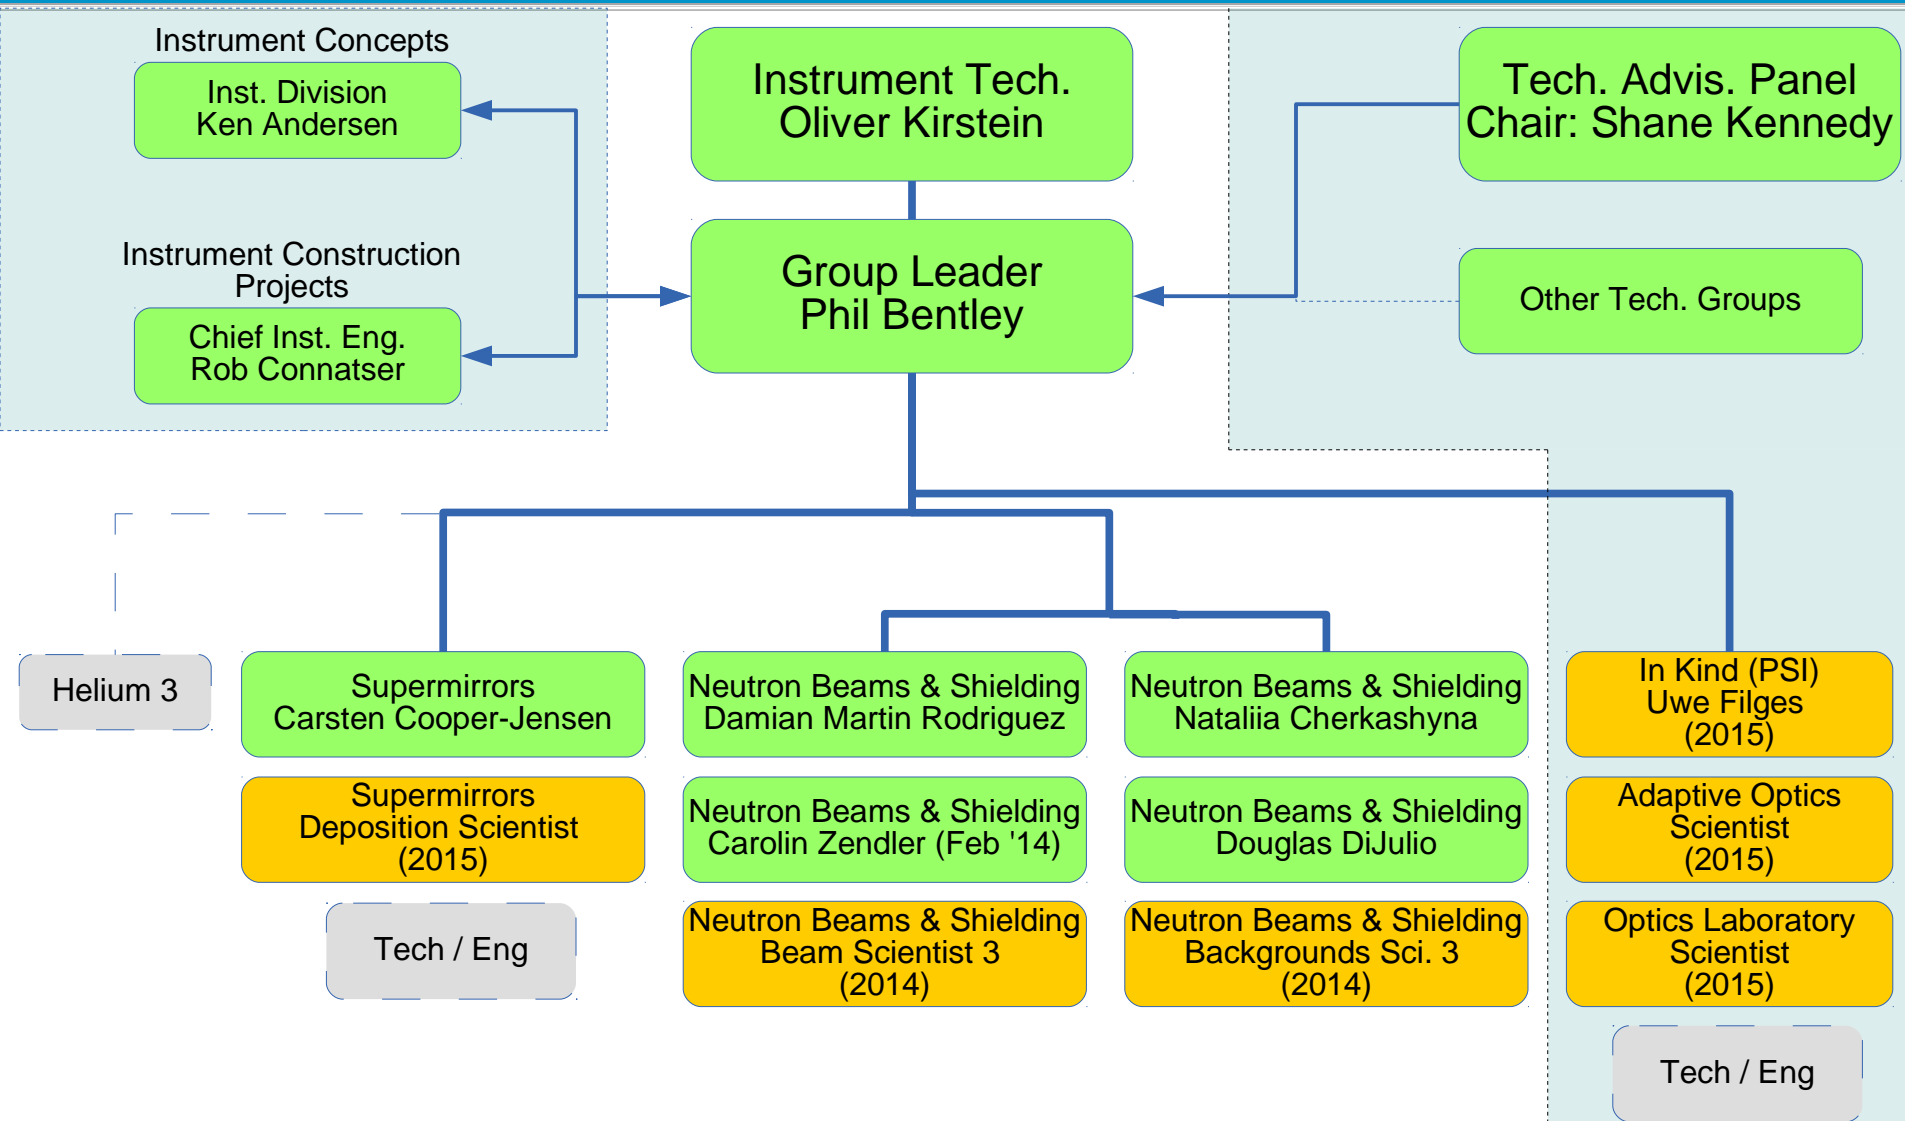 Instrument Concepts
Inst. Division
Ken Andersen
Instrument Construction
Projects
Chief Inst. Eng.
Rob Connatser
Instrument Tech.
Oliver Kirstein
Group Leader
Phil Bentley
Tech. Advis. Panel
Chair: Shane Kennedy
Other Tech. Groups
Helium 3
Supermirrors
Carsten Cooper-Jensen
Supermirrors
Deposition Scientist
(2015)
Tech / Eng
Neutron Beams & Shielding
Damian Martin Rodriguez
Neutron Beams & Shielding
Carolin Zendler (Feb '14)
Neutron Beams & Shielding
Beam Scientist 3
(2014)
Neutron Beams & Shielding
Nataliia Cherkashyna
Neutron Beams & Shielding
Douglas DiJulio
Neutron Beams & Shielding
Backgrounds Sci. 3
(2014)
In Kind (PSI)
Uwe Filges
(2015)
Adaptive Optics
Scientist
(2015)
Optics Laboratory
Scientist
(2015)
Tech / Eng